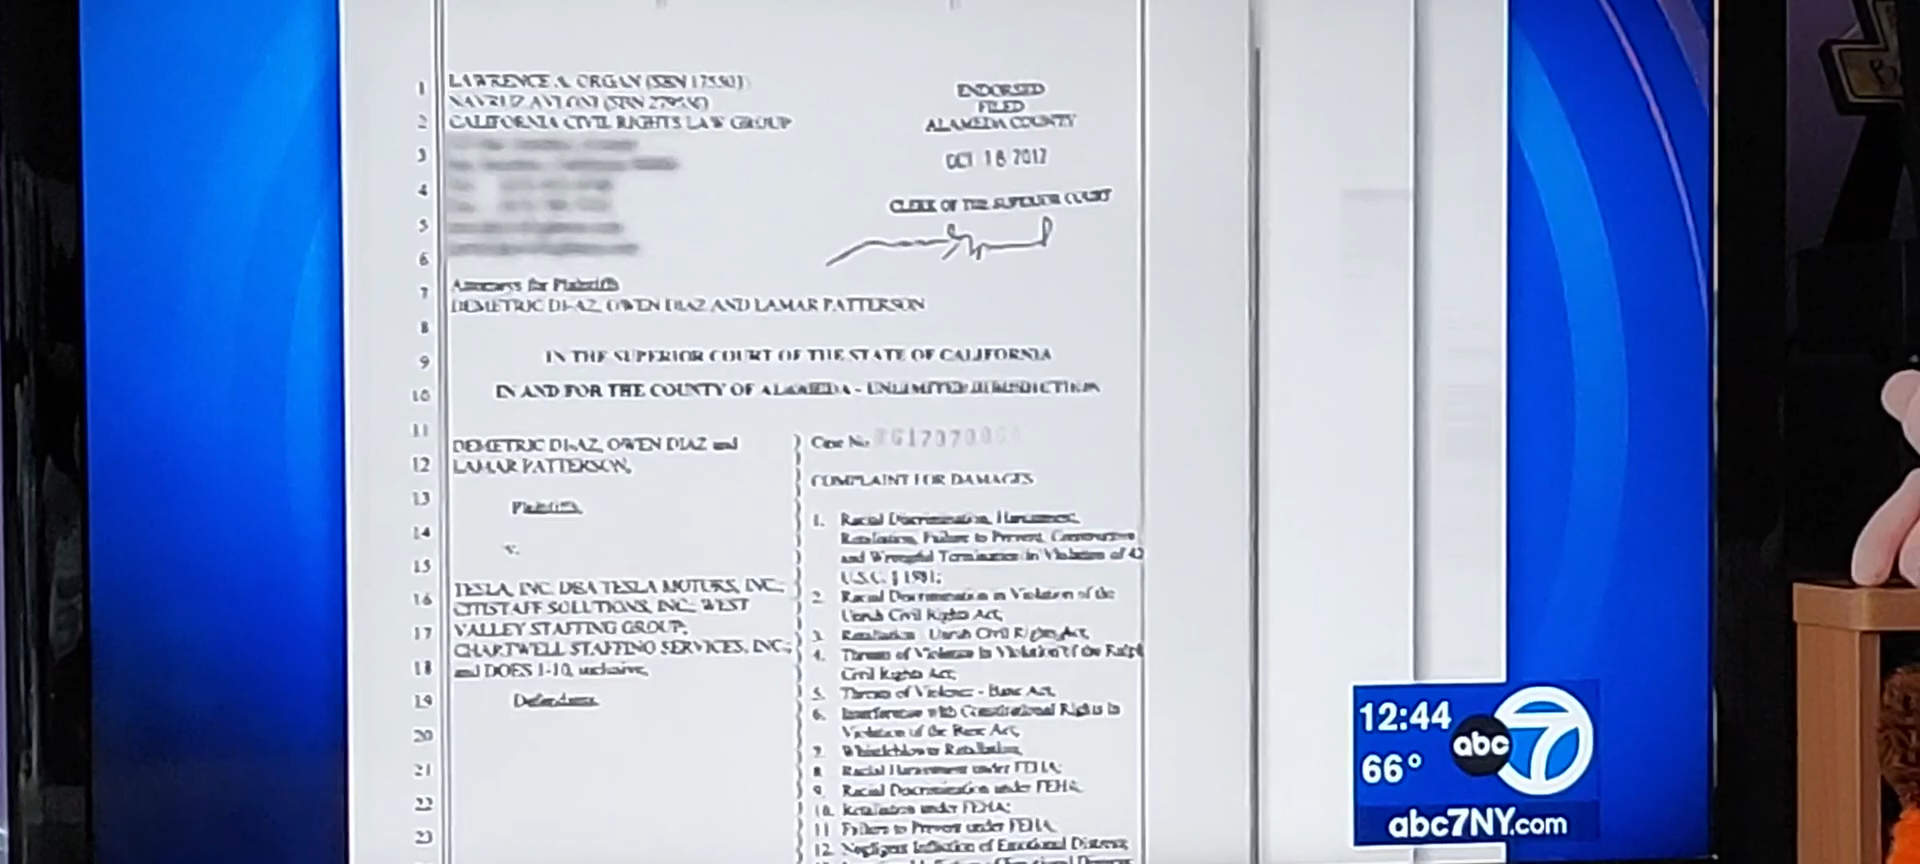 1 LAWRENCE A. ORGAN (SBN 175503)
2 CALIFORNIA CIVIL RIGHTS LAW GROUP
ENDORSED
FILED
ALAMEDA COUNTY
3
OCT 18 2017
4
CLERK OF THE SUPERIOR COURT
5
6
7 Attorneys for Plaintiffs
DEMETRIC DI-AZ, OWEN DIAZ AND LAMAR PATTERSON
8
9 IN THE SUPERIOR COURT OF THE STATE OF CALIFORNIA
10 IN AND FOR THE COUNTY OF ALAMEDA - UNLIMITED JURISDICTION
11
DEMETRIC DI-AZ, OWEN DIAZ and
12 LAMAR PATTERSON,
13 Plaintiffs,
14 v.
15
16 TESLA, INC. DBA TESLA MOTORS, INC.;
CITISTAFF SOLUTIONS, INC.; WEST
17 VALLEY STAFFING GROUP;
CHARTWELL STAFFING SERVICES, INC.;
18 and DOES 1-10, inclusive,
19 Defendants.
20
21
22
23
Case No.
COMPLAINT FOR DAMAGES
1. Racial Discrimination, Harassment,
Retaliation, Failure to Prevent, Constructive
and Wrongful Termination in Violation of 42
U.S.C. § 1981;
2. Racial Discrimination in Violation of the
Unruh Civil Rights Act;
3. Retaliation - Unruh Civil Rights Act;
4. Threats of Violence in Violation of the Ralph
Civil Rights Act;
5. Threats of Violence - Bane Act;
6. Interference with Constitutional Rights in
Violation of the Bane Act;
7. Whistleblower Retaliation;
8. Racial Harassment under FEHA;
9. Racial Discrimination under FEHA;
10. Retaliation under FEHA;
11. Failure to Prevent under FEHA;
12. Negligent Infliction of Emotional Distress;
12:44
66°
abc 7
abc7NY.com